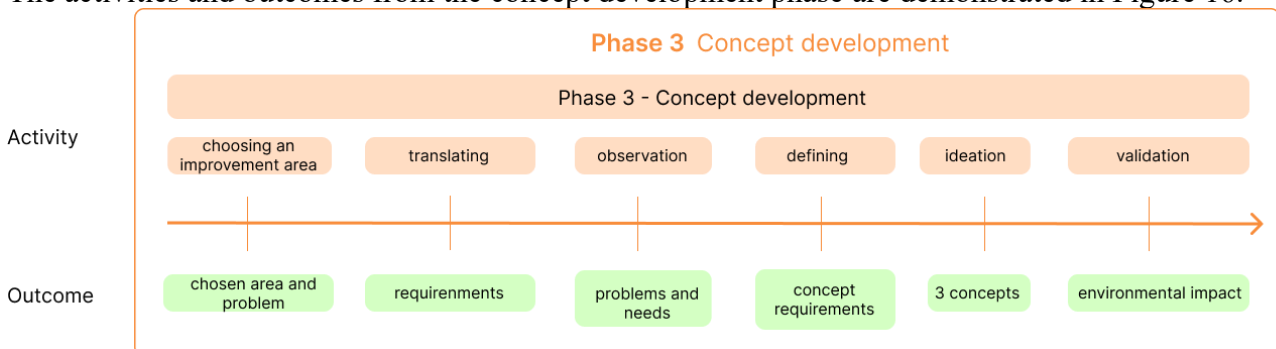 The activities and outcomes from the concept development phase are demonstrated in Figure 10.
Phase 3 Concept development
Phase 3 - Concept development
Activity
choosing an
improvement area
translating
observation
defining
ideation
validation
Outcome
chosen area and
problem
requirenments
problems and
needs
concept
requirements
3 concepts
environmental impact